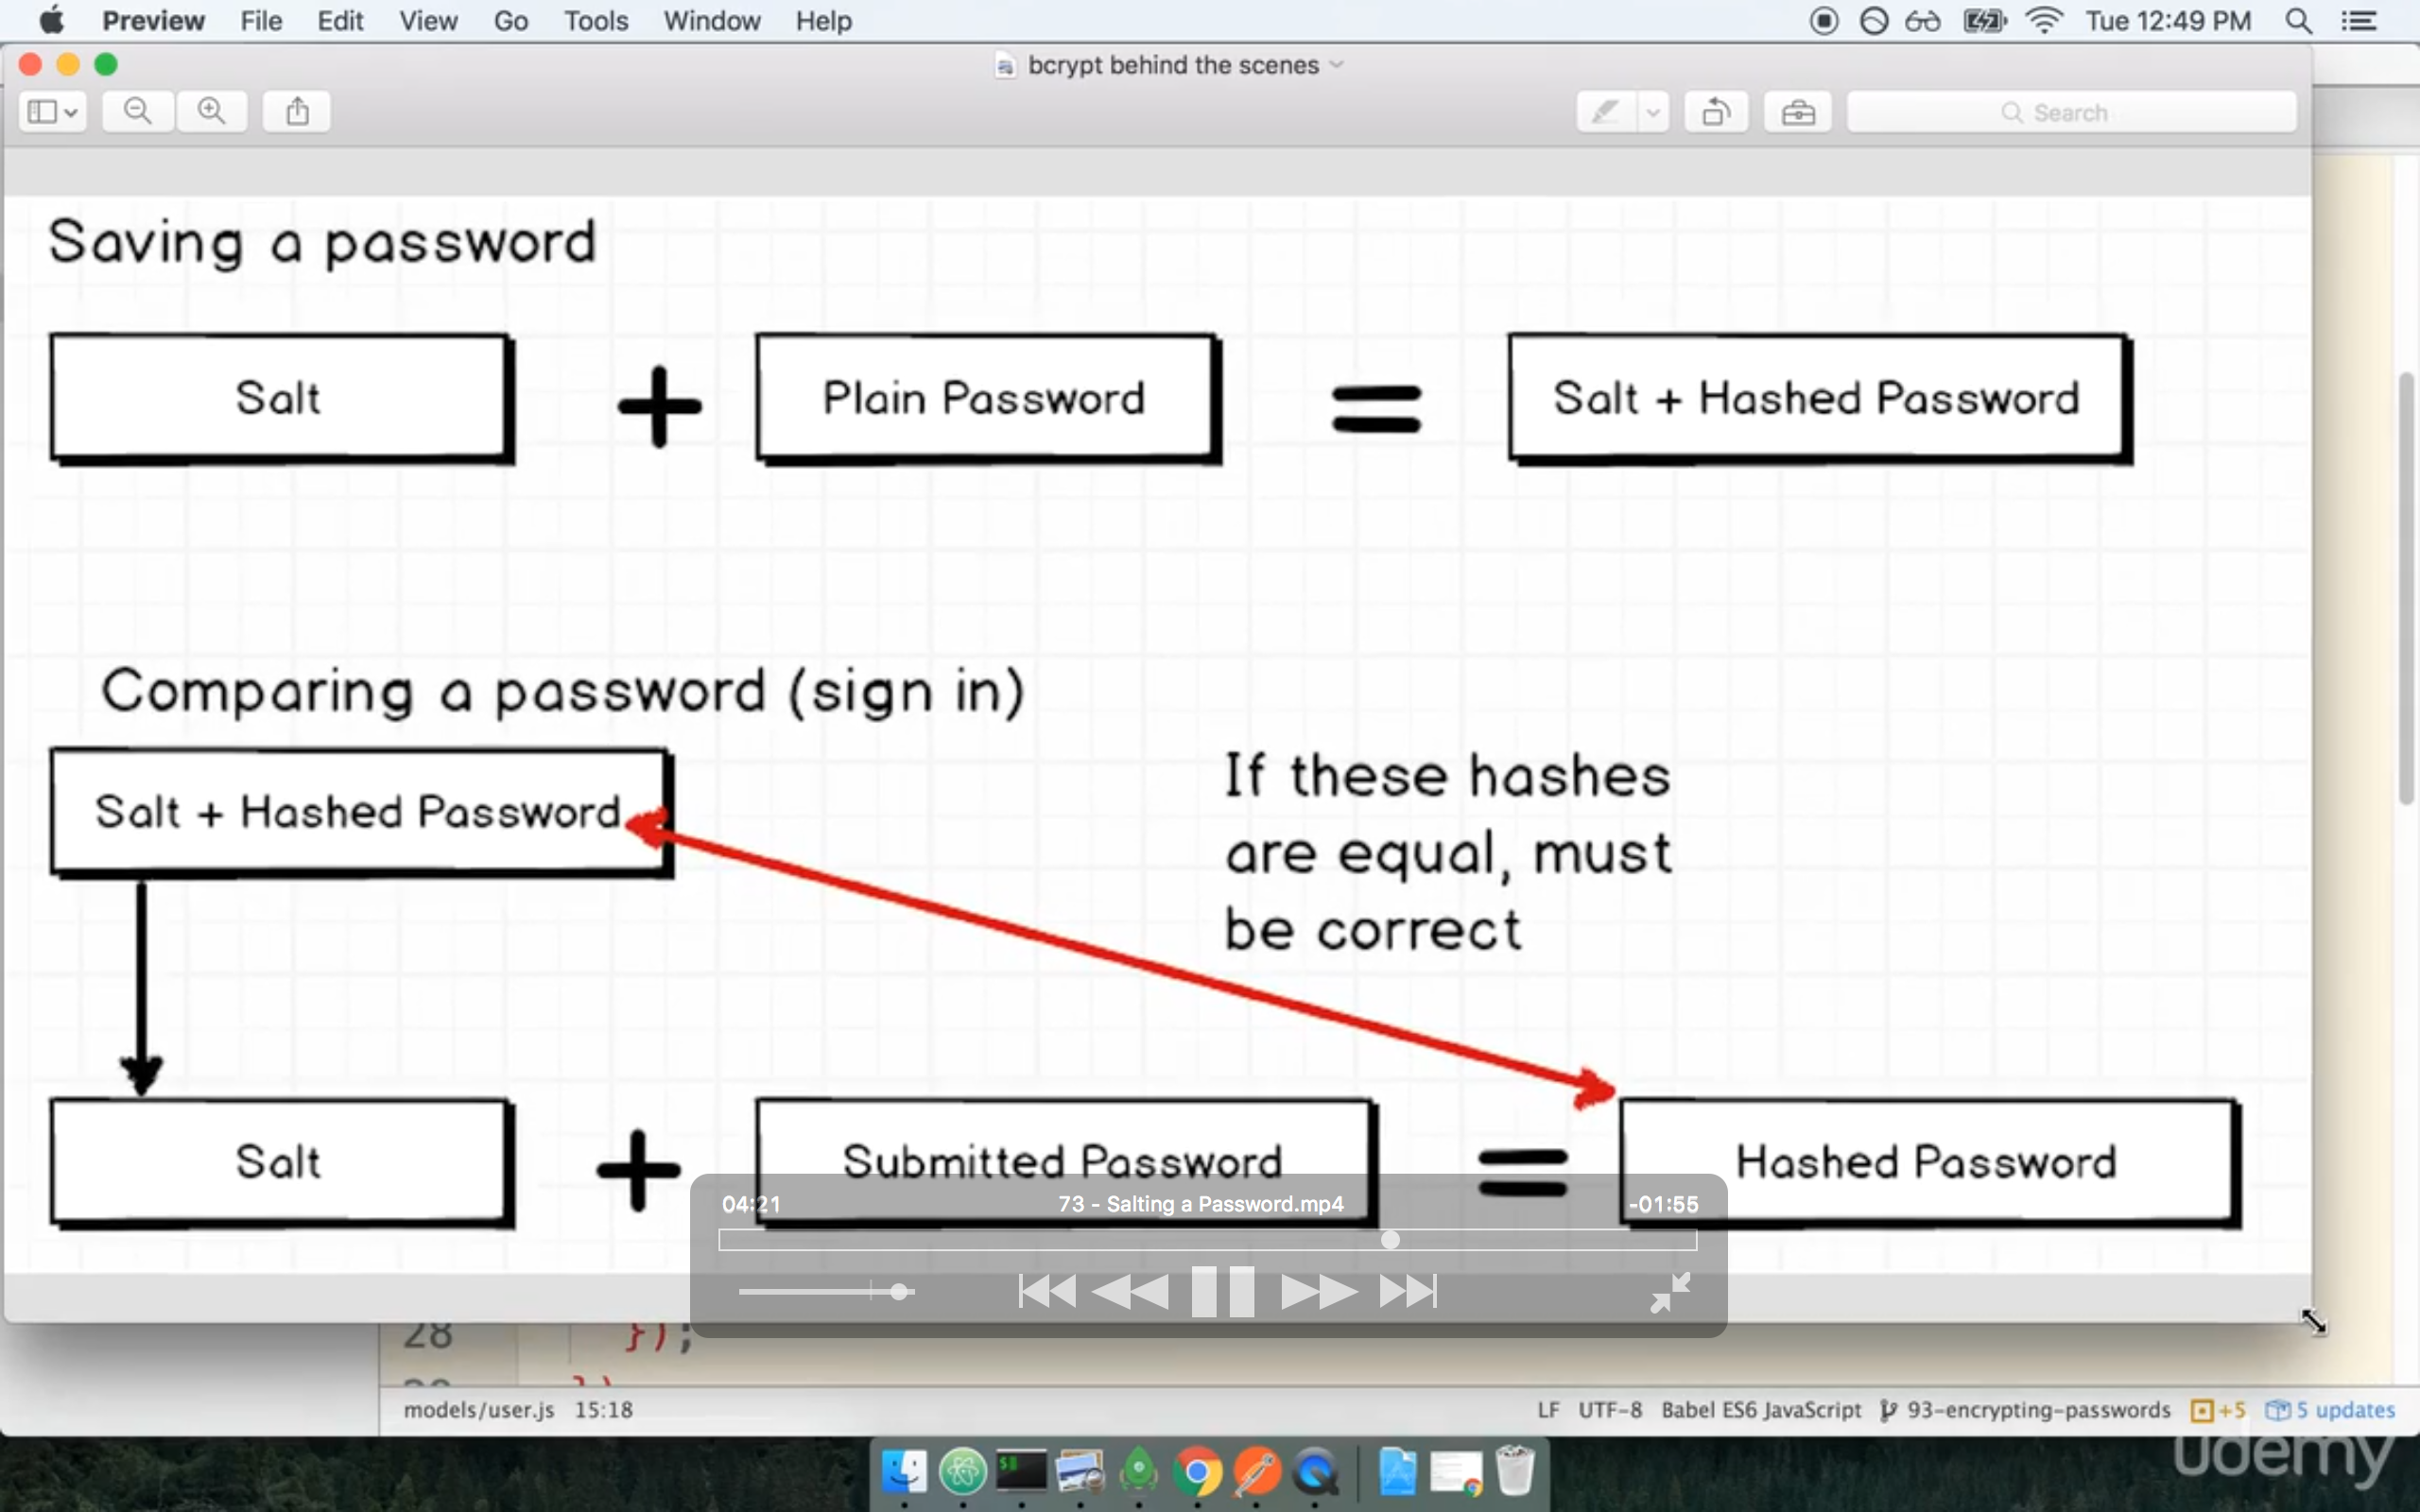 Preview File Edit View Go Tools Window Help Tue 12:49 PM
bcrypt behind the scenes
Search
Saving a password
Salt + Plain Password = Salt + Hashed Password
Comparing a password (sign in)
Salt + Hashed Password
If these hashes
are equal, must
be correct
Salt + Submitted Password = Hashed Password
04:21 73 - Salting a Password.mp4 -01:55
28 });
})
models/user.js 15:18 LF UTF-8 Babel ES6 JavaScript 93-encrypting-passwords +5 5 updates
udemy